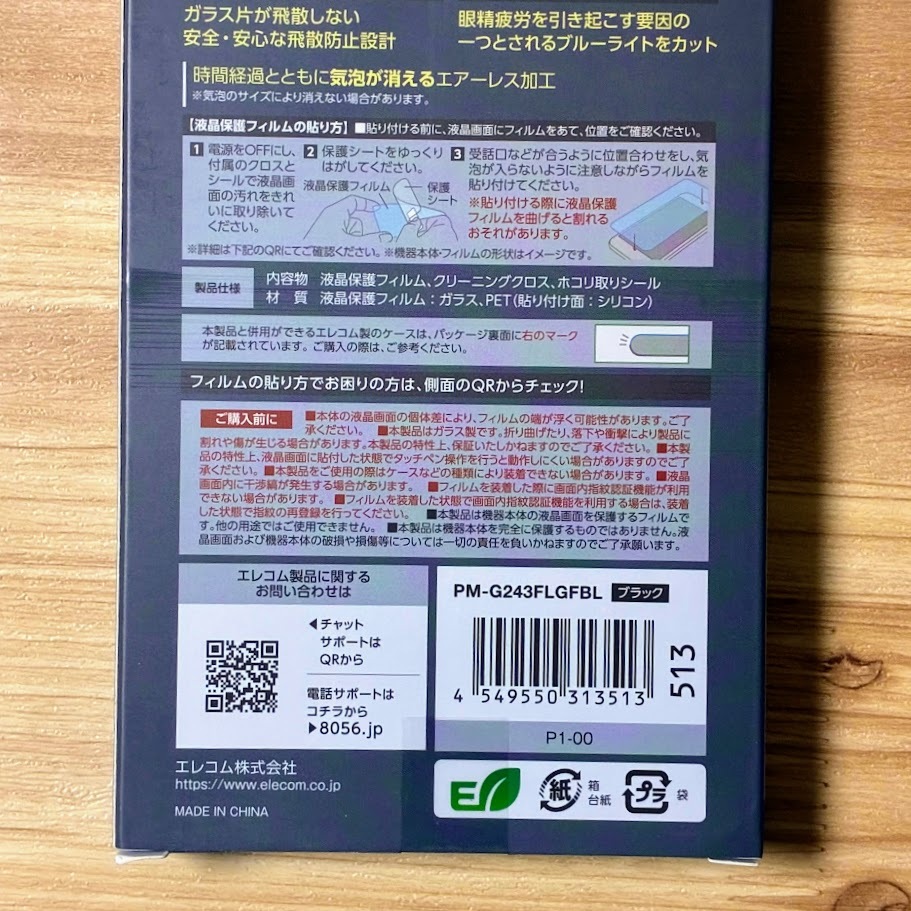 ガラス片が飛散しない
安全・安心な飛散防止設計
眼精疲労を引き起こす要因の
一つとされるブルーライトをカット
時間経過とともに気泡が消えるエアーレス加工
※気泡のサイズにより消えない場合があります。
【液晶保護フィルムの貼り方】■貼り付ける前に、液晶画面にフィルムをあて、位置をご確認ください。
1 電源をOFFにし、
付属のクロスと
シールで液晶画
面の汚れをきれ
いに取り除いて
ください。
2 保護シートをゆっくり
はがしてください。
液晶保護フィルム
保護
シート
3 受話口などが合うように位置合わせをし、気
泡が入らないように注意しながらフィルムを
貼り付けてください。
※貼り付ける際に液晶保護
フィルムを曲げると割れる
おそれがあります。
※詳細は下記のQRにてご確認ください。※機器本体・フィルムの形状はイメージです。
製品仕様
内容物 液晶保護フィルム、クリーニングクロス、ホコリ取りシール
材 質 液晶保護フィルム：ガラス、PET（貼り付け面：シリコン）
本製品と併用ができるエレコム製のケースは、パッケージ裏面に右のマーク
が記載されています。ご購入の際は、ご参考ください。
フィルムの貼り方でお困りの方は、側面のQRからチェック！
ご購入前に ■本体の液晶画面の個体差により、フィルムの端が浮く可能性があります。ご了
承ください。 ■本製品はガラス製です。折り曲げたり、落下や衝撃により製品に
割れや傷が生じる場合があります。本製品の特性上、保証いたしかねますのでご了承ください。■本製
品の特性上、液晶画面に貼付した状態でタッチペン操作を行うと動作しにくい場合がありますのでご了
承ください。■本製品をご使用の際はケースなどの種類により装着できない場合があります。■液晶
画面内に干渉縞が発生する場合があります。 ■フィルムを装着した際に画面内指紋認証機能が利用
できない場合があります。 ■フィルムを装着した状態で画面内指紋認証機能を利用する場合は、装着
した状態で指紋の再登録を行ってください。 ■本製品は機器本体の液晶画面を保護するフィルムで
す。他の用途ではご使用できません。 ■本製品は機器本体を完全に保護するものではありません。液
晶画面および機器本体の破損や損傷等については一切の責任を負いかねますのでご了承願います。
エレコム製品に関する
お問い合わせは
◀チャット
サポートは
QRから
電話サポートは
コチラから
▶8056.jp
PM-G243FLGFBL ブラック
4 549550 313513
513
P1-00
エレコム株式会社
https://www.elecom.co.jp
MADE IN CHINA
紙
箱
台紙
プラ
袋